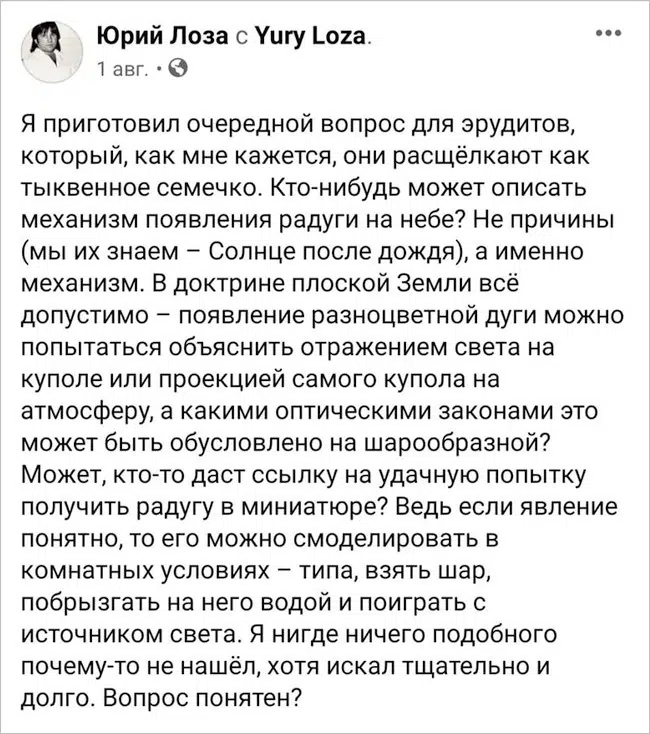 Юрий Лоза с Yury Loza.
1 авг.
Я приготовил очередной вопрос для эрудитов,
который, как мне кажется, они расщёлкают как
тыквенное семечко. Кто-нибудь может описать
механизм появления радуги на небе? Не причины
(мы их знаем – Солнце после дождя), а именно
механизм. В доктрине плоской Земли всё
допустимо – появление разноцветной дуги можно
попытаться объяснить отражением света на
куполе или проекцией самого купола на
атмосферу, а какими оптическими законами это
может быть обусловлено на шарообразной?
Может, кто-то даст ссылку на удачную попытку
получить радугу в миниатюре? Ведь если явление
понятно, то его можно смоделировать в
комнатных условиях – типа, взять шар,
побрызгать на него водой и поиграть с
источником света. Я нигде ничего подобного
почему-то не нашёл, хотя искал тщательно и
долго. Вопрос понятен?